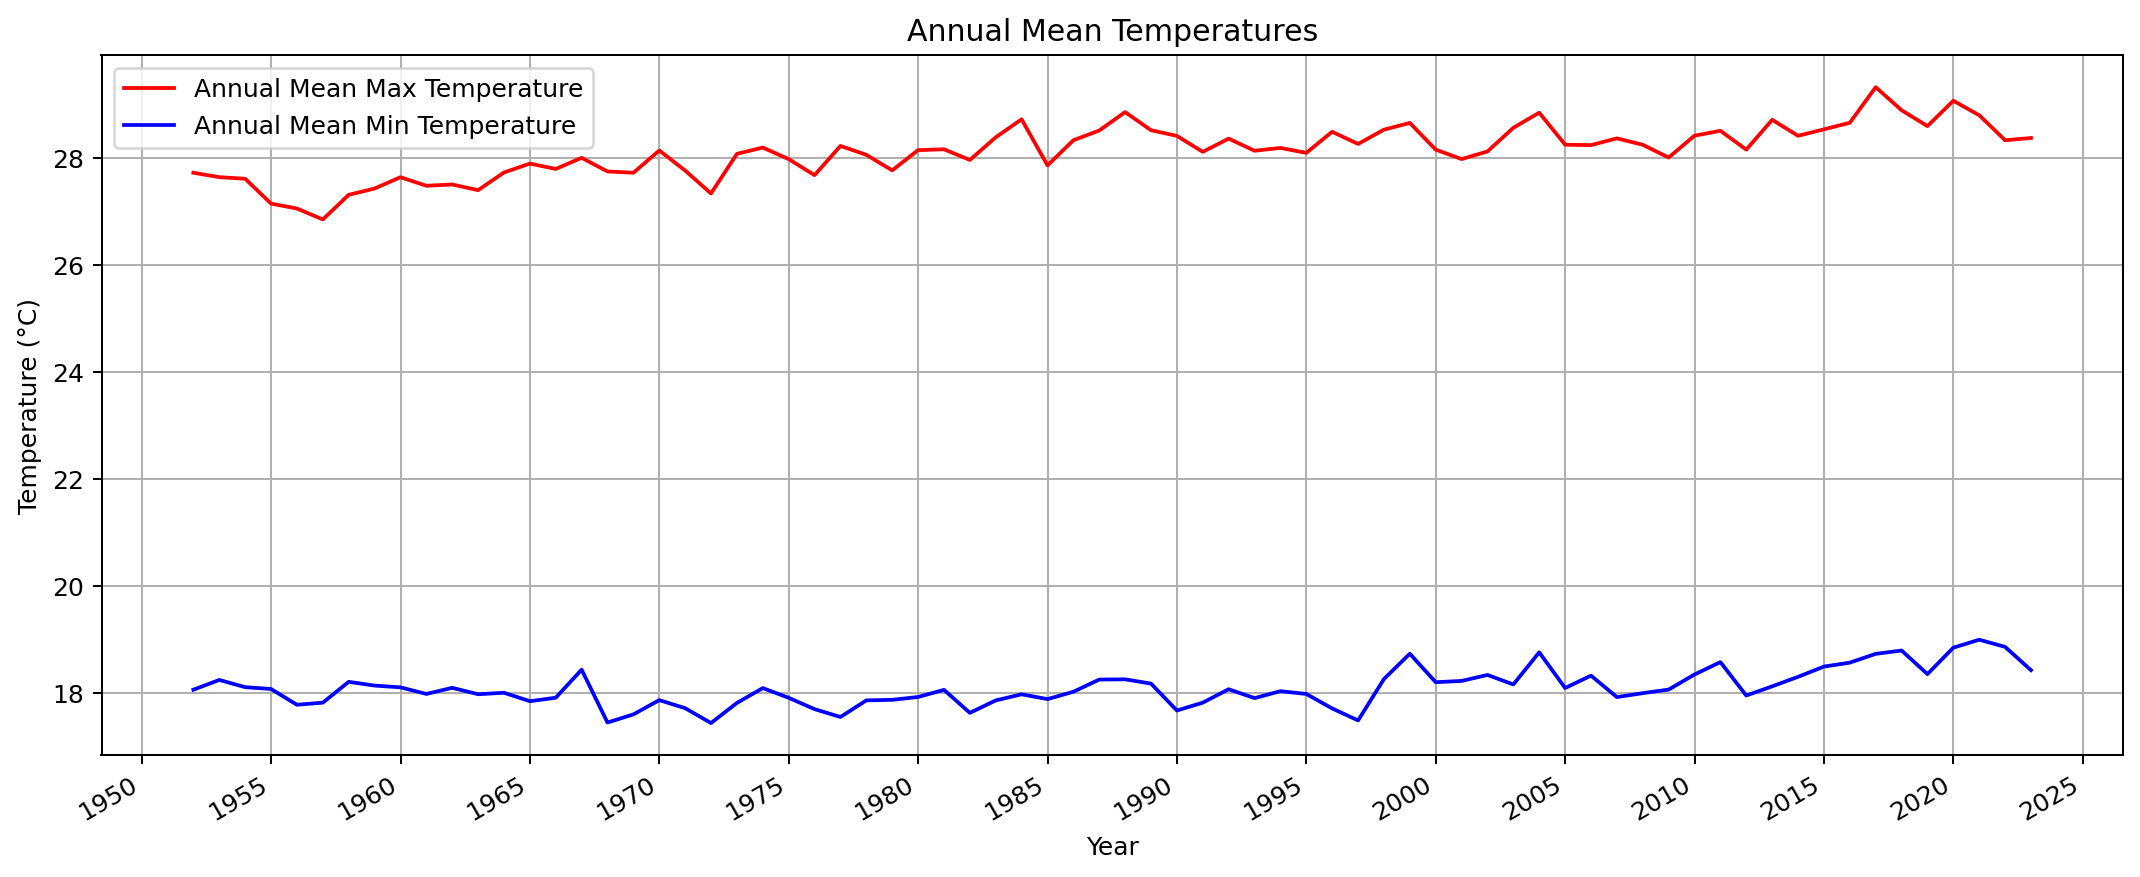 Annual Mean Temperatures
Annual Mean Max Temperature
Annual Mean Min Temperature
Temperature (°C)
28
26
24
22
20
18
1950 1955 1960 1965 1970 1975 1980 1985 1990 1995 2000 2005 2010 2015 2020 2025
Year